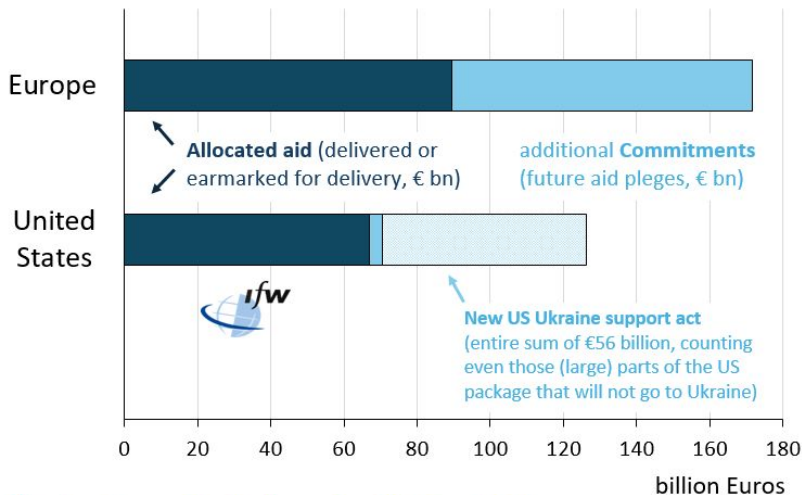 Europe
Allocated aid (delivered or
earmarked for delivery, € bn)
additional Commitments
(future aid pleges, € bn)
United
States
ifw
New US Ukraine support act
(entire sum of €56 billion, counting
even those (large) parts of the US
package that will not go to Ukraine)
0 20 40 60 80 100 120 140 160 180
billion Euros